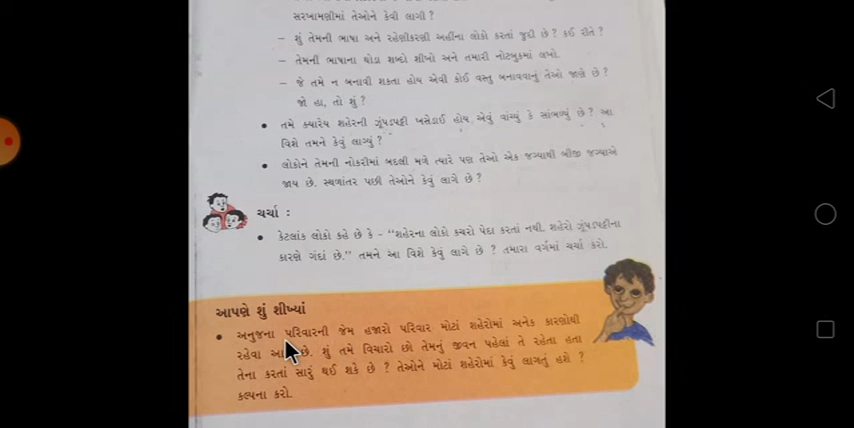 સરખામણીમાં તેઓને કેવી લાગી ?
– શું તેમની ભાષા અને રહેણીકરણી અહીંના લોકો કરતાં જુદી છે ? કઈ રીતે ?
– તેમની ભાષાના થોડા શબ્દો શીખો અને તમારી નોટબુકમાં લખો.
– જે તમે ન બનાવી શકતા હોય એવી કોઈ વસ્તુ બનાવવાનું તેઓ જાણે છે ?
જો હા, તો શું ?
• તમે ક્યારેય શહેરની ઝૂંપડપટ્ટી ખસેડાઈ હોય એવું વાંચ્યું કે સાંભળ્યું છે ? આ
વિશે તમને કેવું લાગ્યું ?
• લોકોને તેમની નોકરીમાં બદલી મળે ત્યારે પણ તેઓ એક જગ્યાથી બીજી જગ્યાએ
જાય છે. સ્થળાંતર પછી તેઓને કેવું લાગે છે ?
ચર્ચા :
• કેટલાંક લોકો કહે છે કે - “શહેરના લોકો કચરો પેદા કરતાં નથી. શહેરો ઝૂંપડપટ્ટીના
કારણે ગંદાં છે.” તમને આ વિશે કેવું લાગે છે ? તમારા વર્ગમાં ચર્ચા કરો.
આપણે શું શીખ્યાં
• અનુજના પરિવારની જેમ હજારો પરિવાર મોટાં શહેરોમાં અનેક કારણોથી
રહેવા છે. શું તમે વિચારો છો તેમનું જીવન પહેલાં તે રહેતા હતા
તેના કરતાં સારું થઈ શકે છે ? તેઓને મોટાં શહેરોમાં કેવું લાગતું હશે ?
કલ્પના કરો.